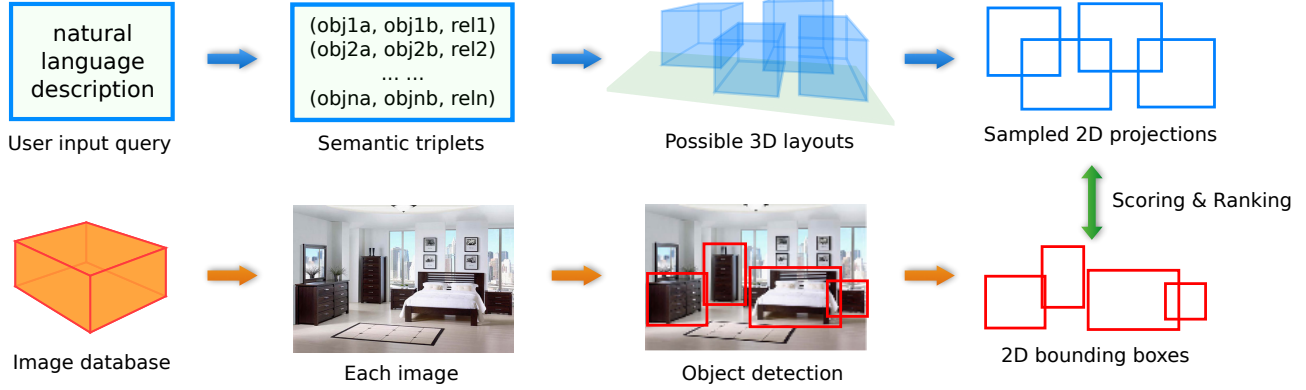 natural
language
description
User input query
(obj1a, obj1b, rel1)
(obj2a, obj2b, rel2)
... ...
(objna, objnb, reln)
Semantic triplets
Possible 3D layouts
Sampled 2D projections
Scoring & Ranking
Image database
Each image
Object detection
2D bounding boxes